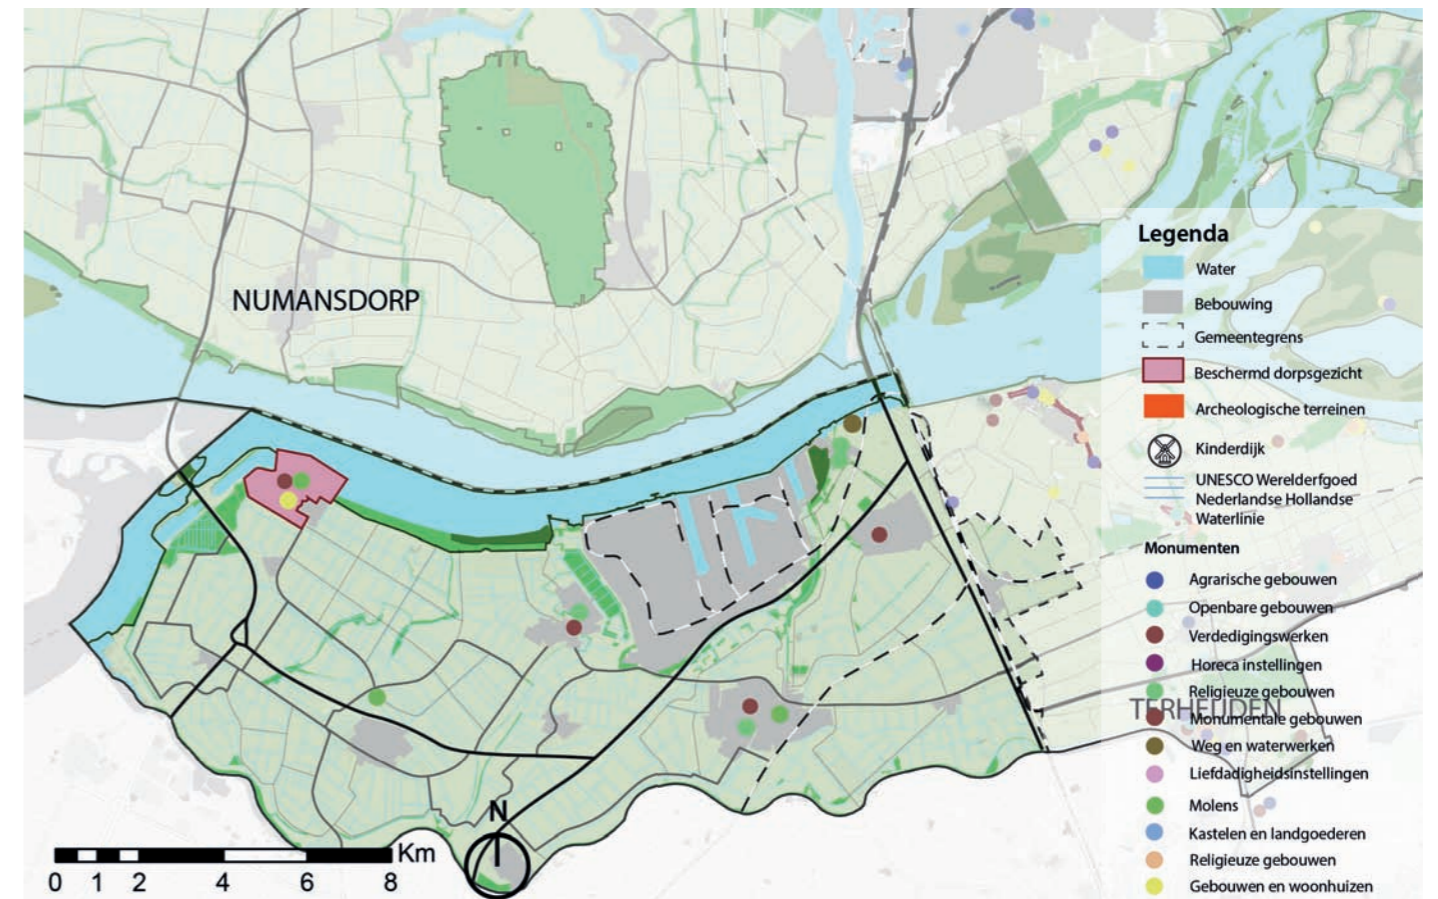 NUMANSDORP
Legenda
Water
Bebouwing
Gemeentegrens
Beschermd dorpsgezicht
Archeologische terreinen
Kinderdijk
UNESCO Werelderfgoed
Nederlandse Hollandse
Waterlinie
Monumenten
Agrarische gebouwen
Openbare gebouwen
Verdedigingswerken
Horeca instellingen
Religieuze gebouwen
TERHEIJDEN
Monumentale gebouwen
Weg en waterwerken
Liefdadigheidsinstellingen
Molens
Kastelen en landgoederen
Religieuze gebouwen
Gebouwen en woonhuizen
N
Km
0 1 2 4 6 8